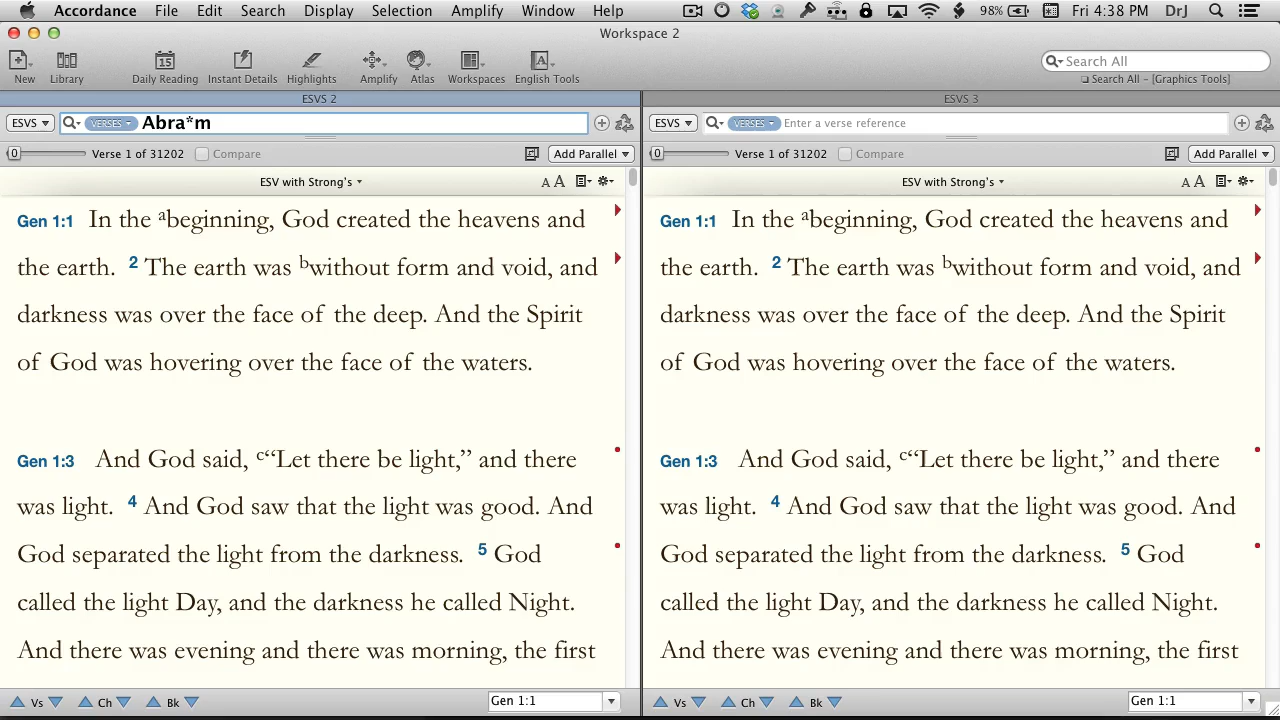 Accordance File Edit Search Display Selection Amplify Window Help 98% Fri 4:38 PM DrJ
Workspace 2
New Library Daily Reading Instant Details Highlights Amplify Atlas Workspaces English Tools
Search All
Search All - [Graphics Tools]
ESVS 2
ESVS VERSES Abra*m
0 Verse 1 of 31202 Compare Add Parallel
ESV with Strong's A A
Gen 1:1 In the abeginning, God created the heavens and
the earth. 2 The earth was bwithout form and void, and
darkness was over the face of the deep. And the Spirit
of God was hovering over the face of the waters.
Gen 1:3 And God said, c“Let there be light,” and there
was light. 4 And God saw that the light was good. And
God separated the light from the darkness. 5 God
called the light Day, and the darkness he called Night.
And there was evening and there was morning, the first
Vs Ch Bk Gen 1:1
ESVS 3
ESVS VERSES Enter a verse reference
0 Verse 1 of 31202 Compare Add Parallel
ESV with Strong's A A
Gen 1:1 In the abeginning, God created the heavens and
the earth. 2 The earth was bwithout form and void, and
darkness was over the face of the deep. And the Spirit
of God was hovering over the face of the waters.
Gen 1:3 And God said, c“Let there be light,” and there
was light. 4 And God saw that the light was good. And
God separated the light from the darkness. 5 God
called the light Day, and the darkness he called Night.
And there was evening and there was morning, the first
Vs Ch Bk Gen 1:1